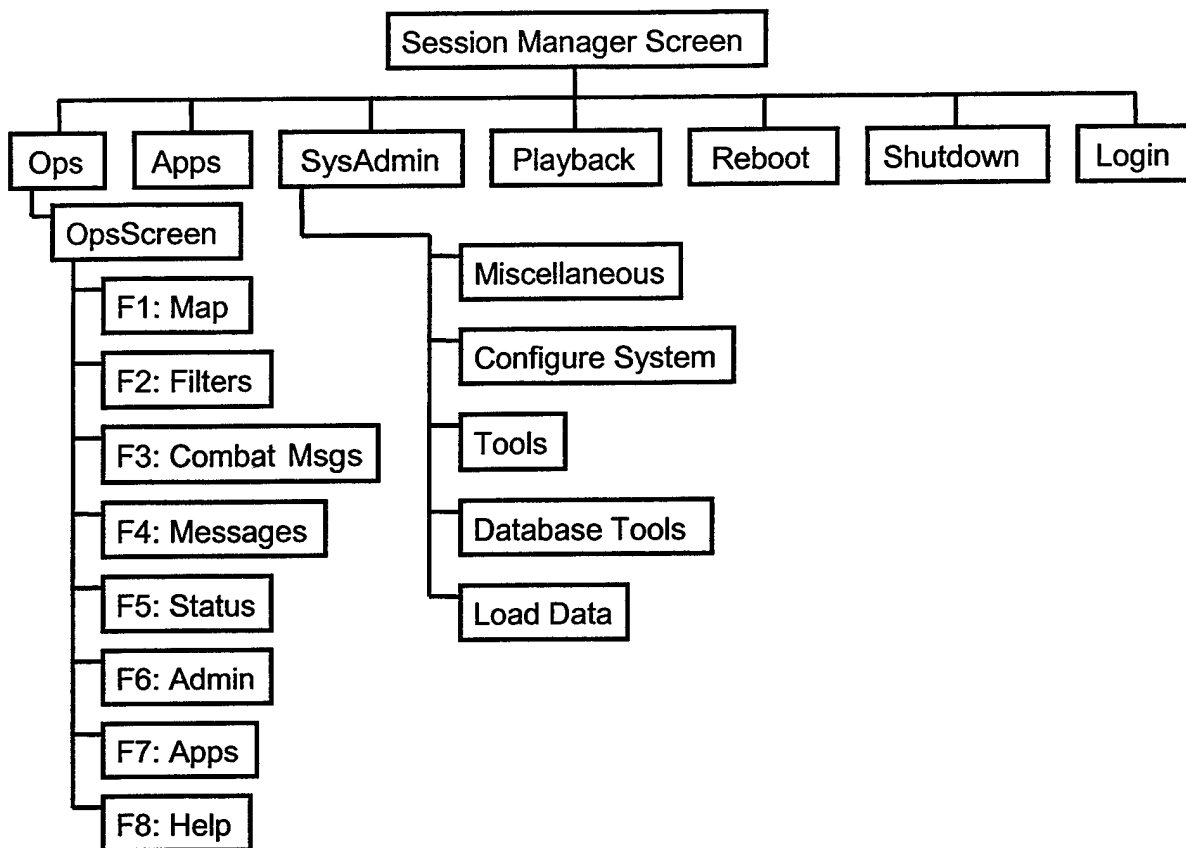 Session Manager Screen
Ops
Apps
SysAdmin
Playback
Reboot
Shutdown
Login
OpsScreen
F1: Map
F2: Filters
F3: Combat Msgs
F4: Messages
F5: Status
F6: Admin
F7: Apps
F8: Help
Miscellaneous
Configure System
Tools
Database Tools
Load Data